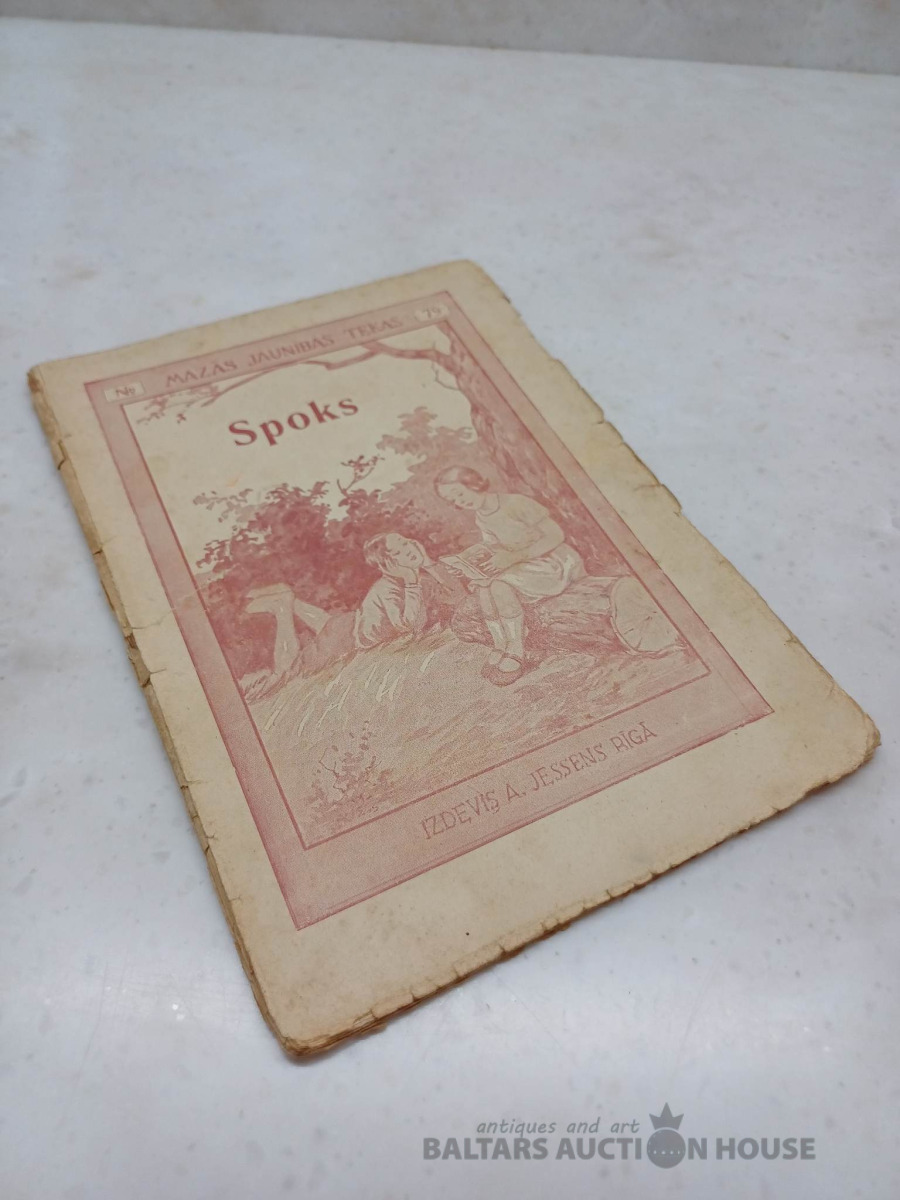 № MAZĀS JAUNĪBAS TEKAS 75
Spoks
IZDEVIS A. JESSENS RĪGĀ
antiques and art
BALTARS AUCTION HOUSE